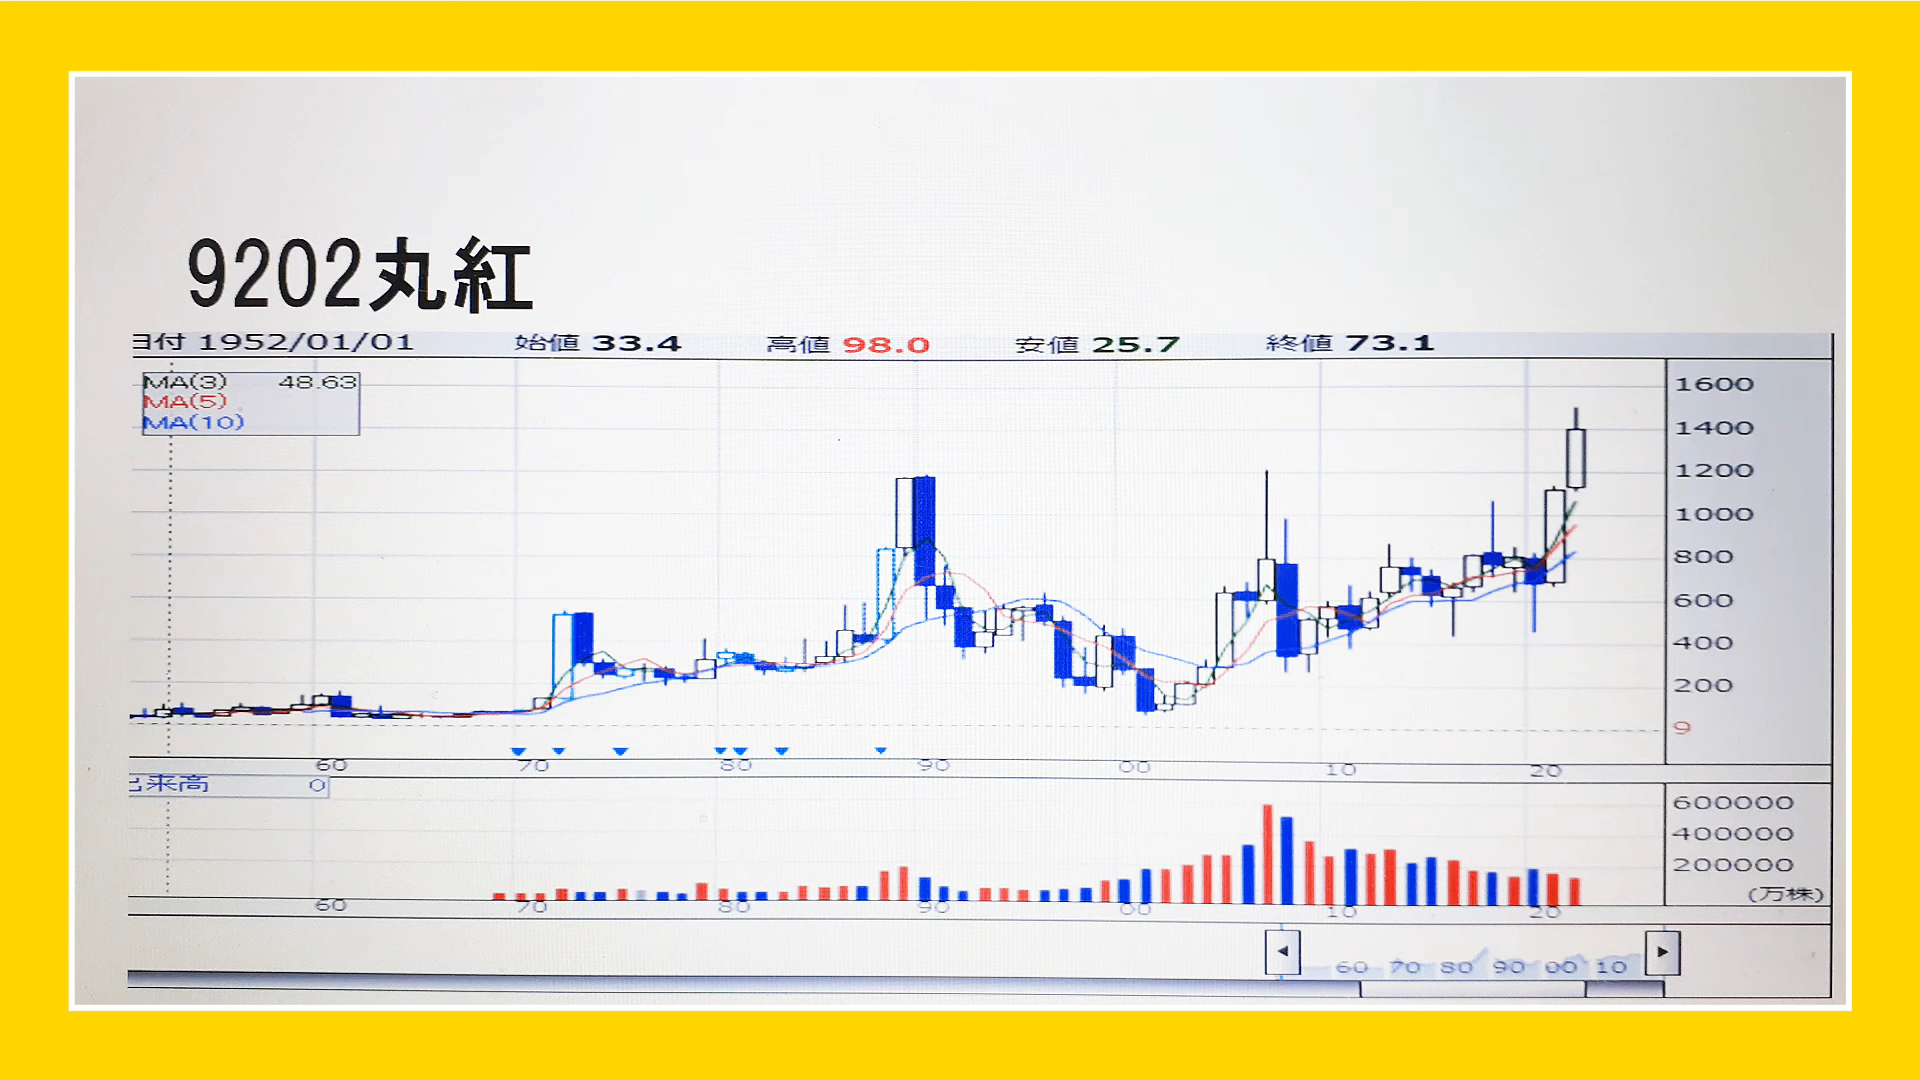 9202丸紅
日付 1952/01/01 始値 33.4 高値 98.0 安値 25.7 終値 73.1
MA(3) 48.63
MA(5)
MA(10)
1600
1400
1200
1000
800
600
400
200
9
60 70 80 90 00 10 20
出来高 0
600000
400000
200000
(万株)
60 70 80 90 00 10 20
60 70 80 90 00 10